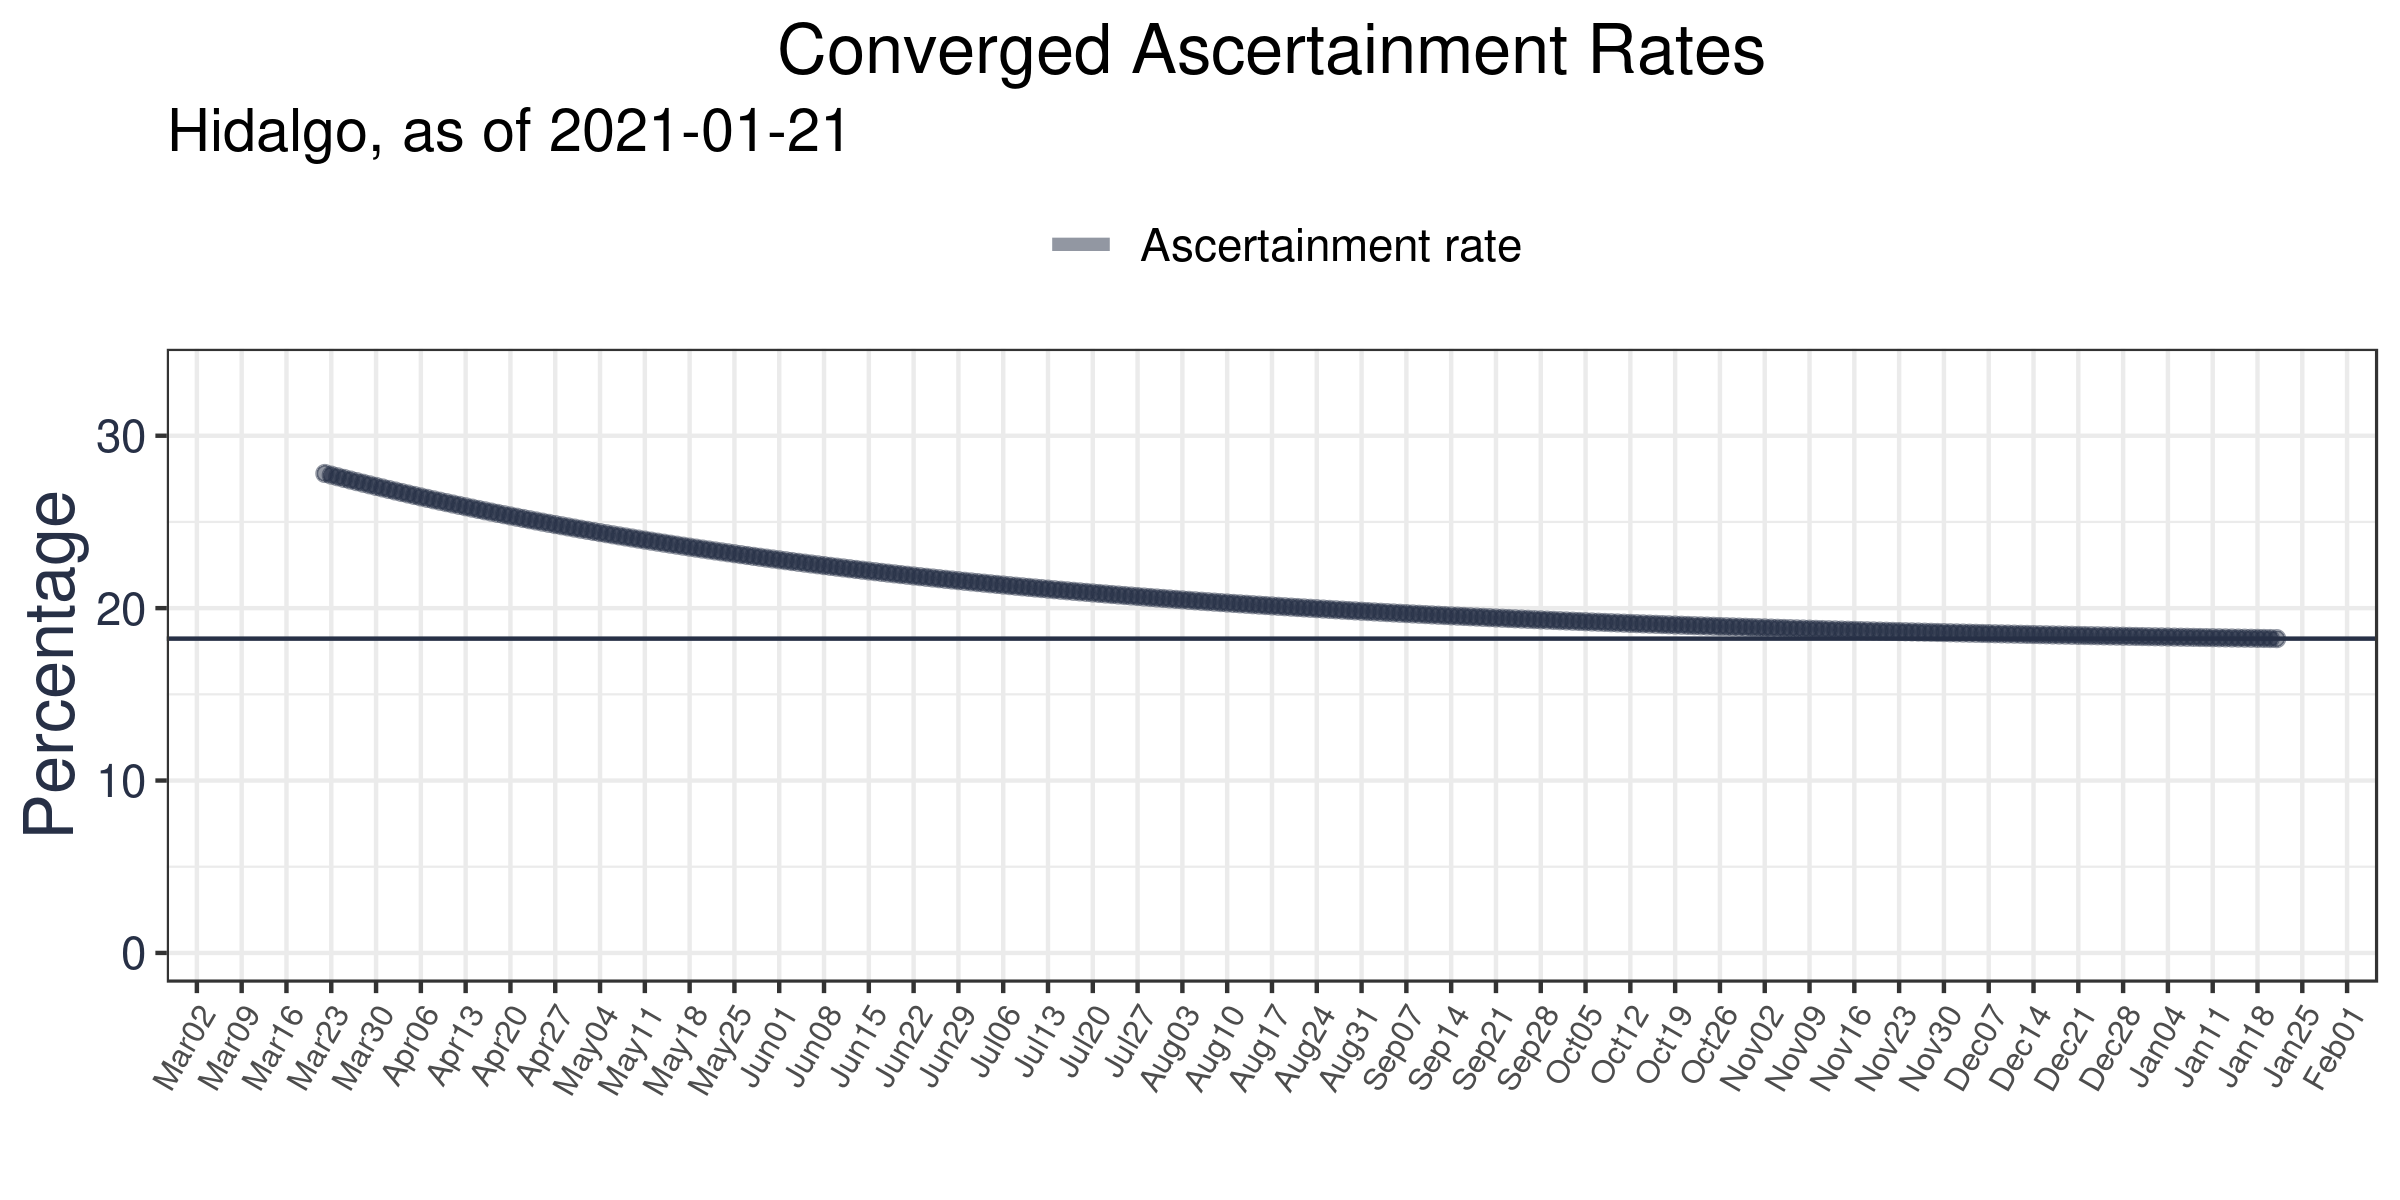 Converged Ascertainment Rates
Hidalgo, as of 2021-01-21
Ascertainment rate
Percentage
30
20
10
0
Mar02
Mar09
Mar16
Mar23
Mar30
Apr06
Apr13
Apr20
Apr27
May04
May11
May18
May25
Jun01
Jun08
Jun15
Jun22
Jun29
Jul06
Jul13
Jul20
Jul27
Aug03
Aug10
Aug17
Aug24
Aug31
Sep07
Sep14
Sep21
Sep28
Oct05
Oct12
Oct19
Oct26
Nov02
Nov09
Nov16
Nov23
Nov30
Dec07
Dec14
Dec21
Dec28
Jan04
Jan11
Jan18
Jan25
Feb01